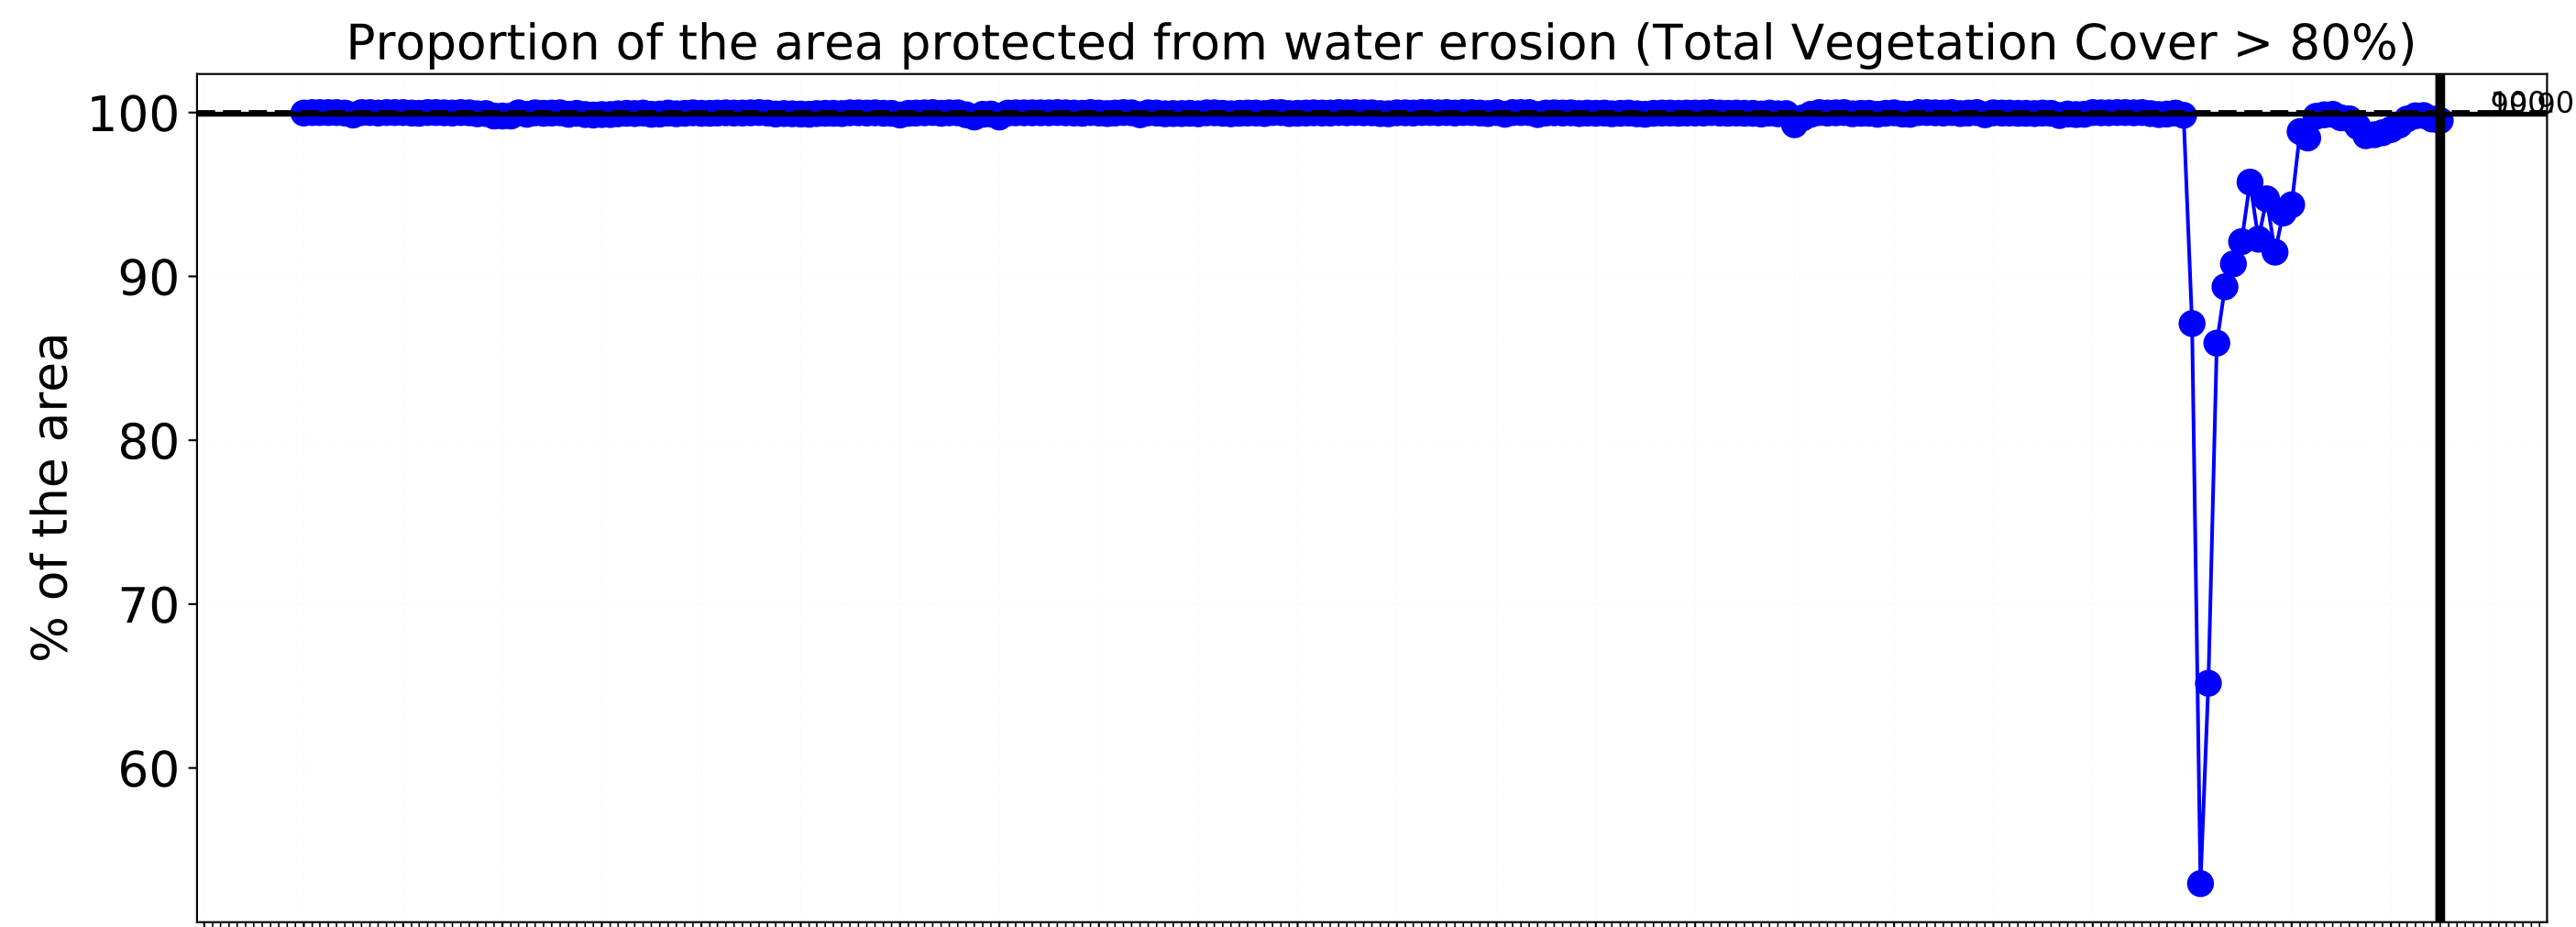 Proportion of the area protected from water erosion (Total Vegetation Cover > 80%)
% of the area
100
90
80
70
60